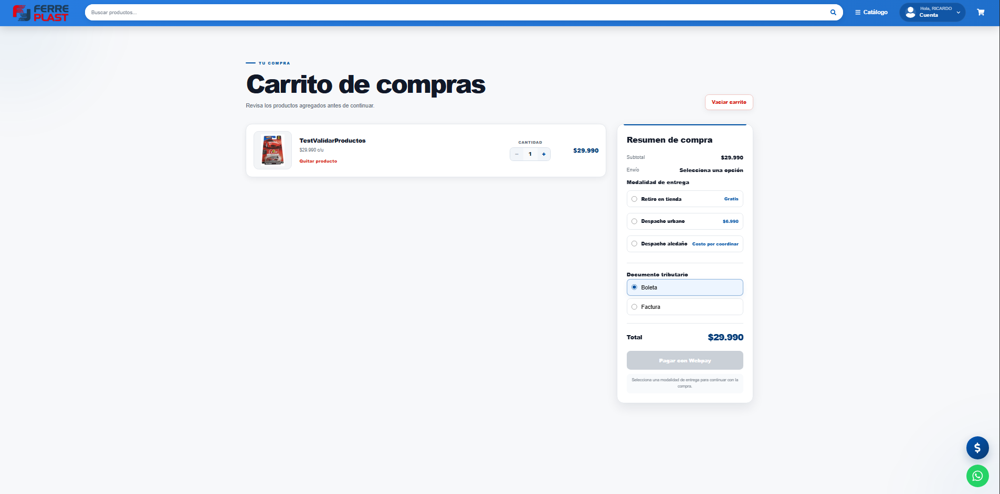 FERRE
PLAST
Buscar productos...
Catálogo
Hola, RICARDO
Cuenta
TU COMPRA
Carrito de compras
Revisa los productos agregados antes de continuar.
Vaciar carrito
TestValidarProductos
$29.990 c/u
Quitar producto
CANTIDAD
− 1 +
$29.990
Resumen de compra
Subtotal $29.990
Envío Selecciona una opción
Modalidad de entrega
Retiro en tienda Gratis
Despacho urbano $6.990
Despacho aledaño Costo por coordinar
Documento tributario
Boleta
Factura
Total $29.990
Pagar con Webpay
Selecciona una modalidad de entrega para continuar con la
compra.
$